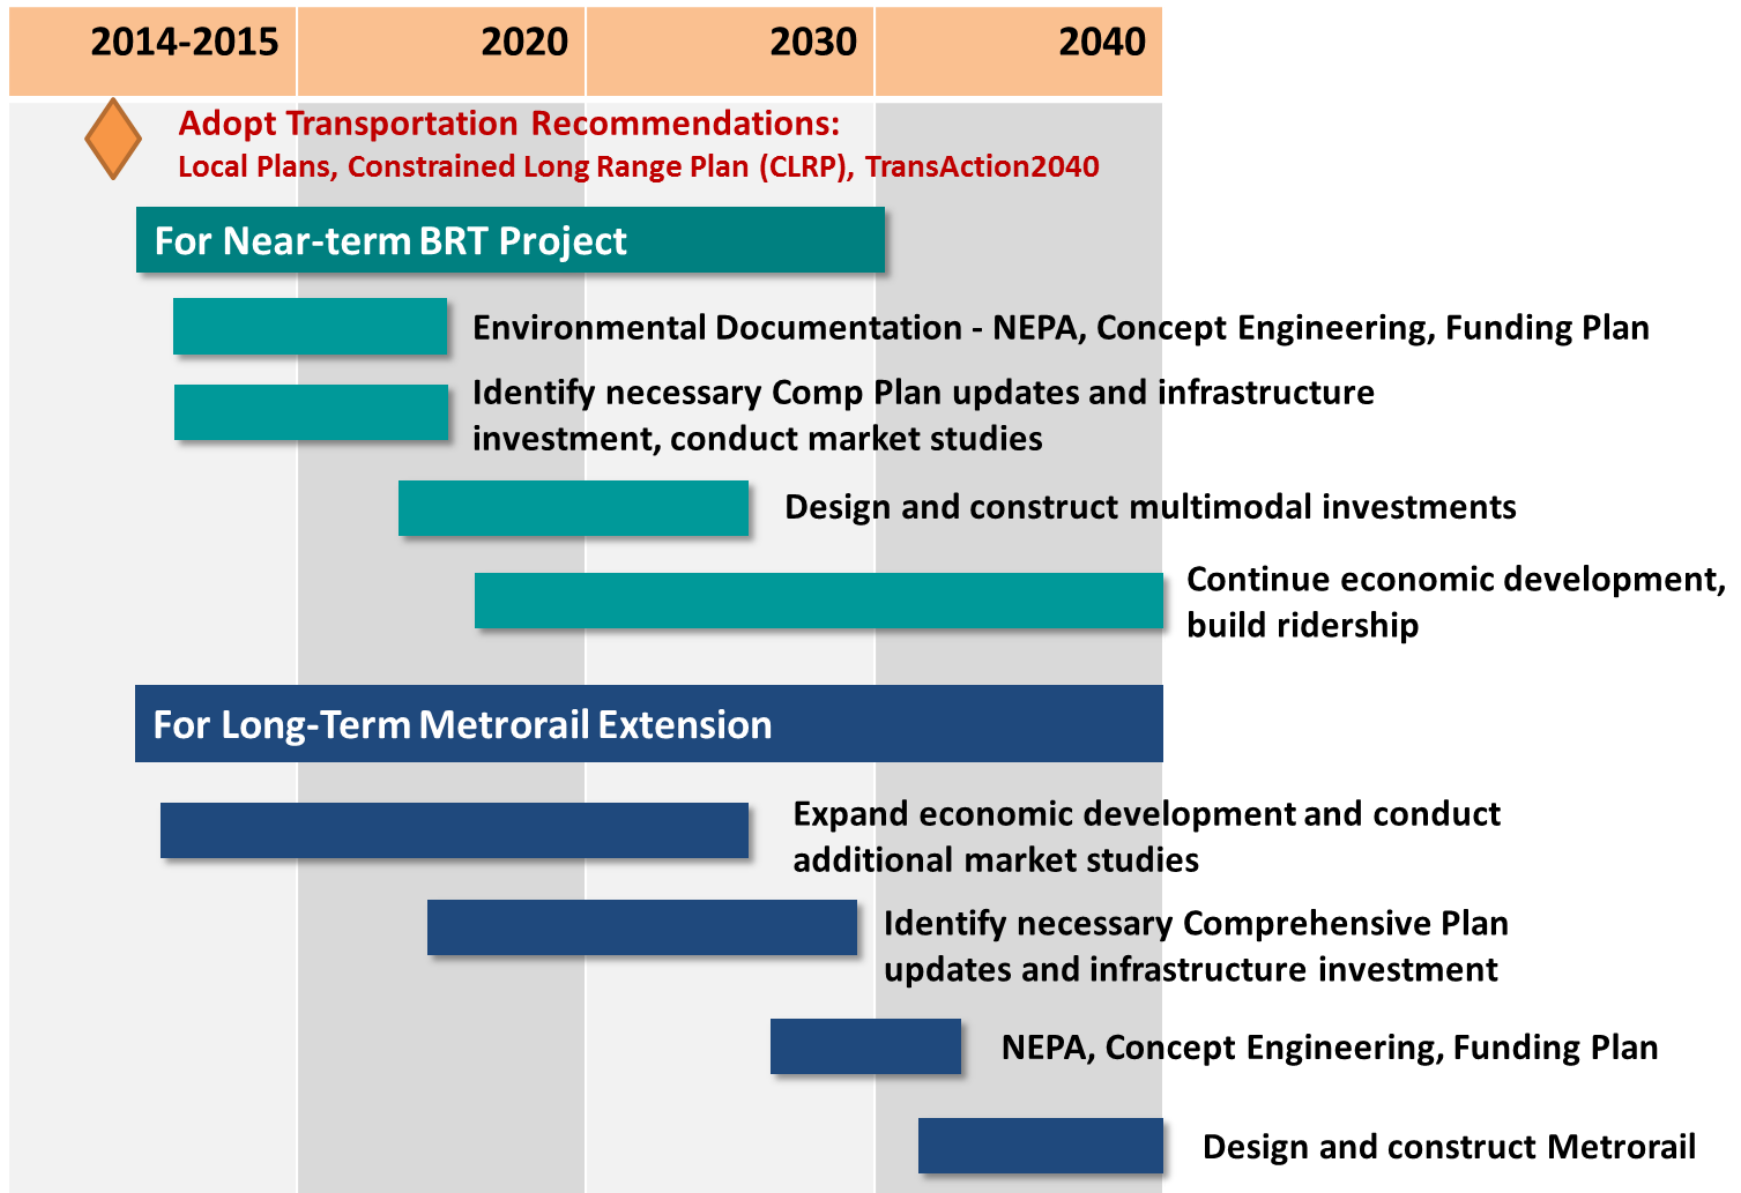 2014-2015 2020 2030 2040
Adopt Transportation Recommendations:
Local Plans, Constrained Long Range Plan (CLRP), TransAction2040
For Near-term BRT Project
Environmental Documentation - NEPA, Concept Engineering, Funding Plan
Identify necessary Comp Plan updates and infrastructure
investment, conduct market studies
Design and construct multimodal investments
Continue economic development,
build ridership
For Long-Term Metrorail Extension
Expand economic development and conduct
additional market studies
Identify necessary Comprehensive Plan
updates and infrastructure investment
NEPA, Concept Engineering, Funding Plan
Design and construct Metrorail